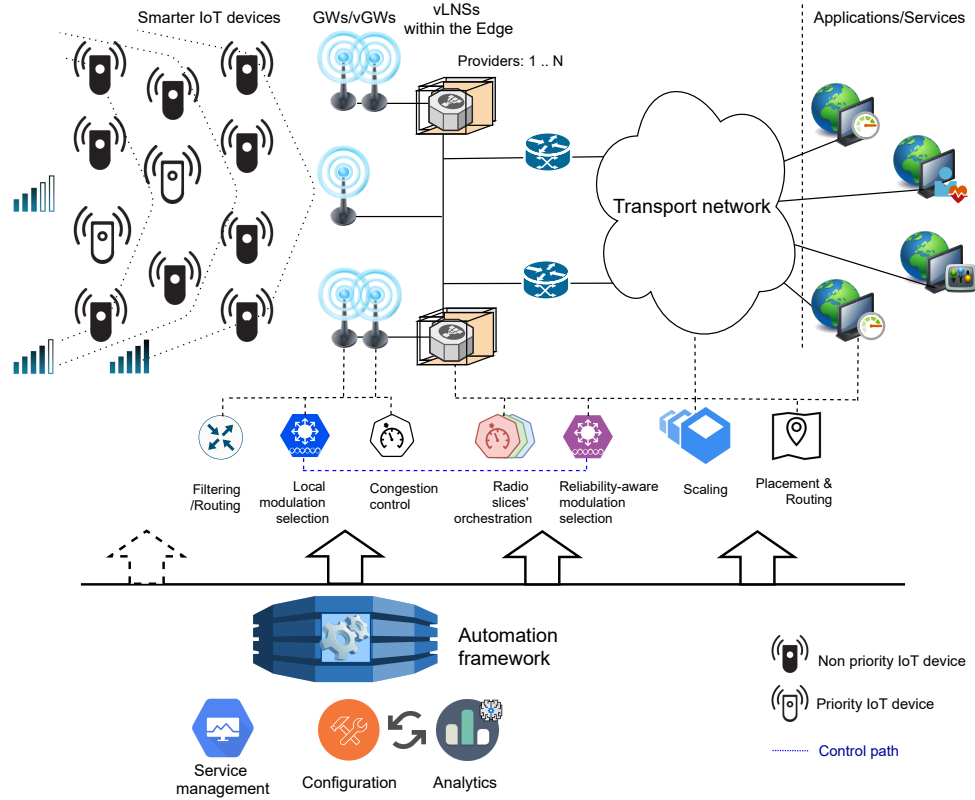 Smarter IoT devices
GWs/vGWs
vLNSs
within the Edge
Applications/Services
Providers: 1 .. N
Transport network
Filtering
/Routing
Local
modulation
selection)
Congestion
control
Radio
slices'
orchestration)
Reliability-aware
modulation
selection
Scaling
Placement &
Routing
Automation
framework
Service
management
Configuration
Analytics
Non priority IoT device
Priority IoT device
Control path